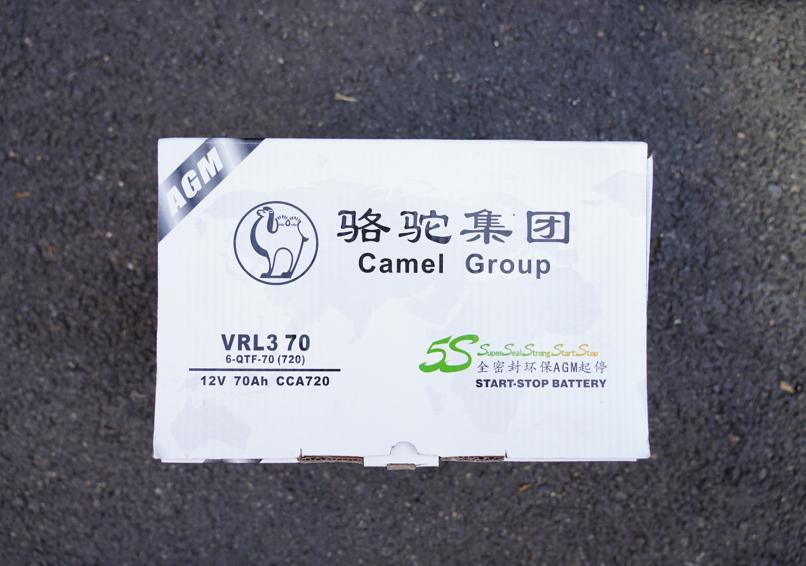 AGM
骆驼集团
Camel Group
VRL3 70
6-QTF-70 (720)
12V 70Ah CCA720
5S
SuperSealStrongStartStop
全密封环保AGM起停
START-STOP BATTERY